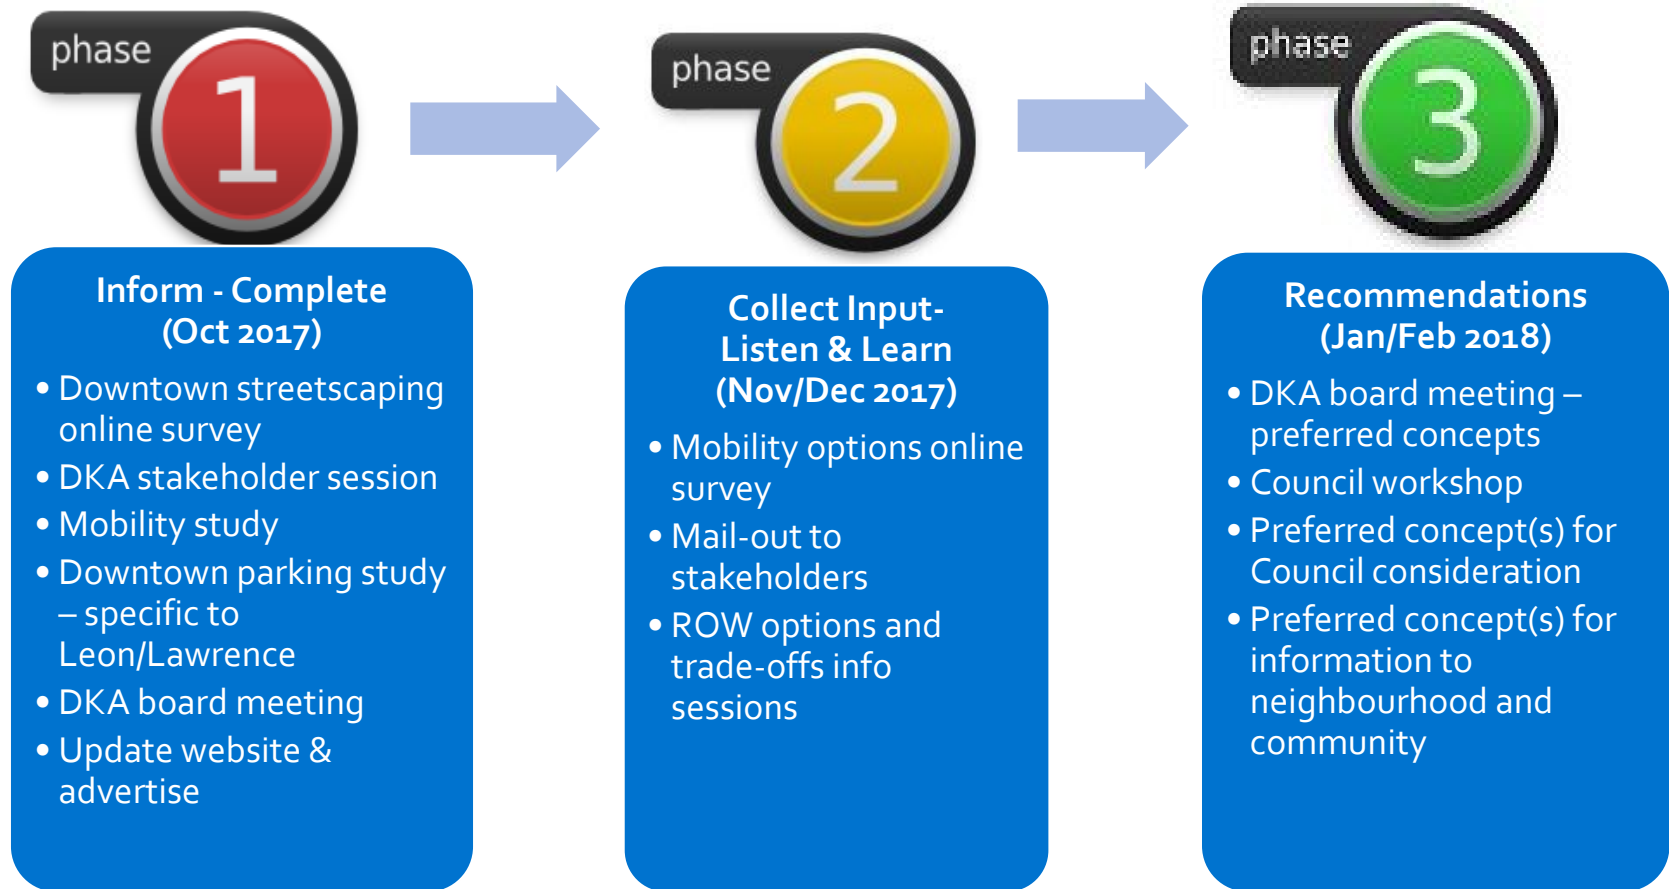 phase
1
Inform - Complete
(Oct 2017)
• Downtown streetscaping
online survey
• DKA stakeholder session
• Mobility study
• Downtown parking study
– specific to
Leon/Lawrence
• DKA board meeting
• Update website &
advertise
phase
2
Collect Input-
Listen & Learn
(Nov/Dec 2017)
• Mobility options online
survey
• Mail-out to
stakeholders
• ROW options and
trade-offs info
sessions
phase
3
Recommendations
(Jan/Feb 2018)
• DKA board meeting –
preferred concepts
• Council workshop
• Preferred concept(s) for
Council consideration
• Preferred concept(s) for
information to
neighbourhood and
community